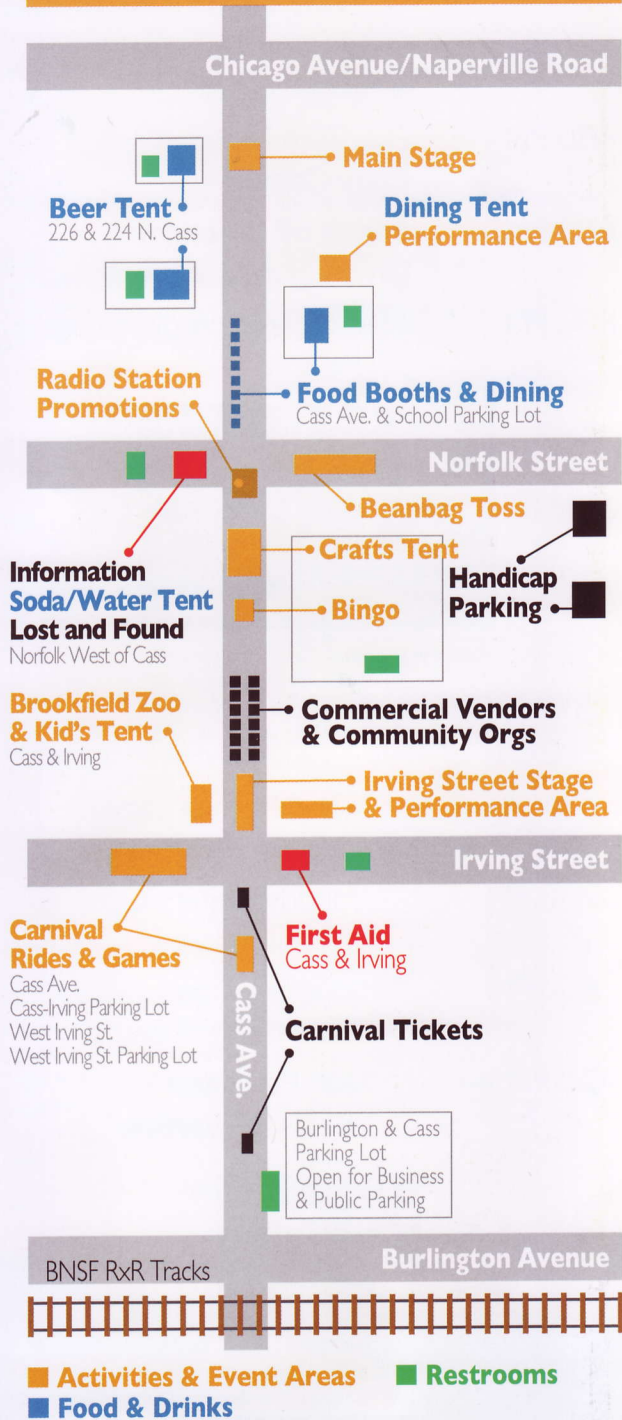 Chicago Avenue/Naperville Road
Main Stage
Beer Tent
226 & 224 N. Cass
Dining Tent
Performance Area
Radio Station
Promotions
Food Booths & Dining
Cass Ave. & School Parking Lot
Norfolk Street
Beanbag Toss
Crafts Tent
Information
Soda/Water Tent
Lost and Found
Norfolk West of Cass
Handicap
Parking
Bingo
Brookfield Zoo
& Kid's Tent
Cass & Irving
Commercial Vendors
& Community Orgs
Irving Street Stage
& Performance Area
Irving Street
Carnival
Rides & Games
Cass Ave.
Cass-Irving Parking Lot
West Irving St.
West Irving St. Parking Lot
First Aid
Cass & Irving
Cass Ave.
Carnival Tickets
Burlington & Cass
Parking Lot
Open for Business
& Public Parking
Burlington Avenue
BNSF RxR Tracks
Activities & Event Areas
Restrooms
Food & Drinks